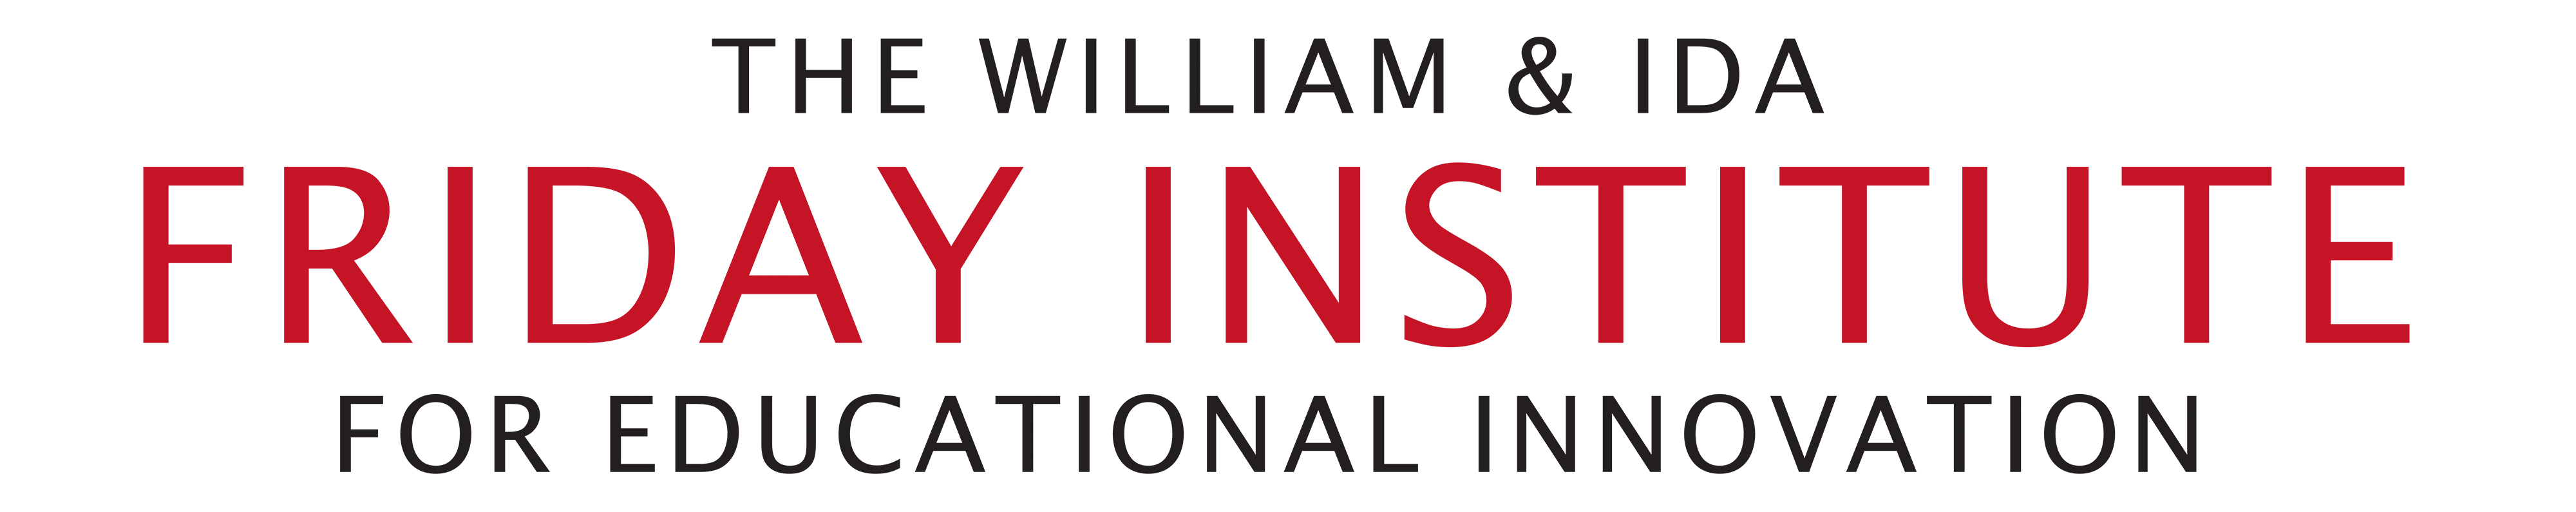 THE WILLIAM & IDA
FRIDAY INSTITUTE
FOR EDUCATIONAL INNOVATION